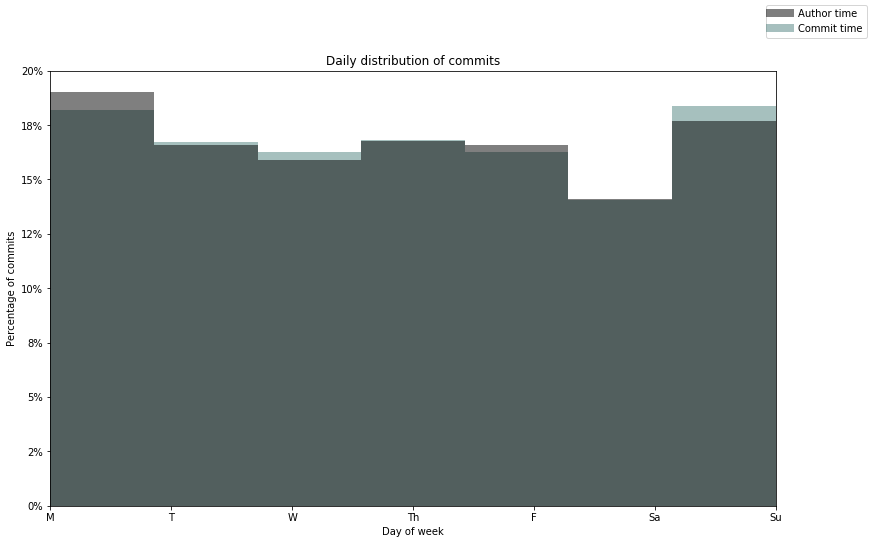 Author time
Commit time
Daily distribution of commits
20%
18%
15%
12%
10%
8%
5%
2%
0%
Percentage of commits
M T W Th F Sa Su
Day of week